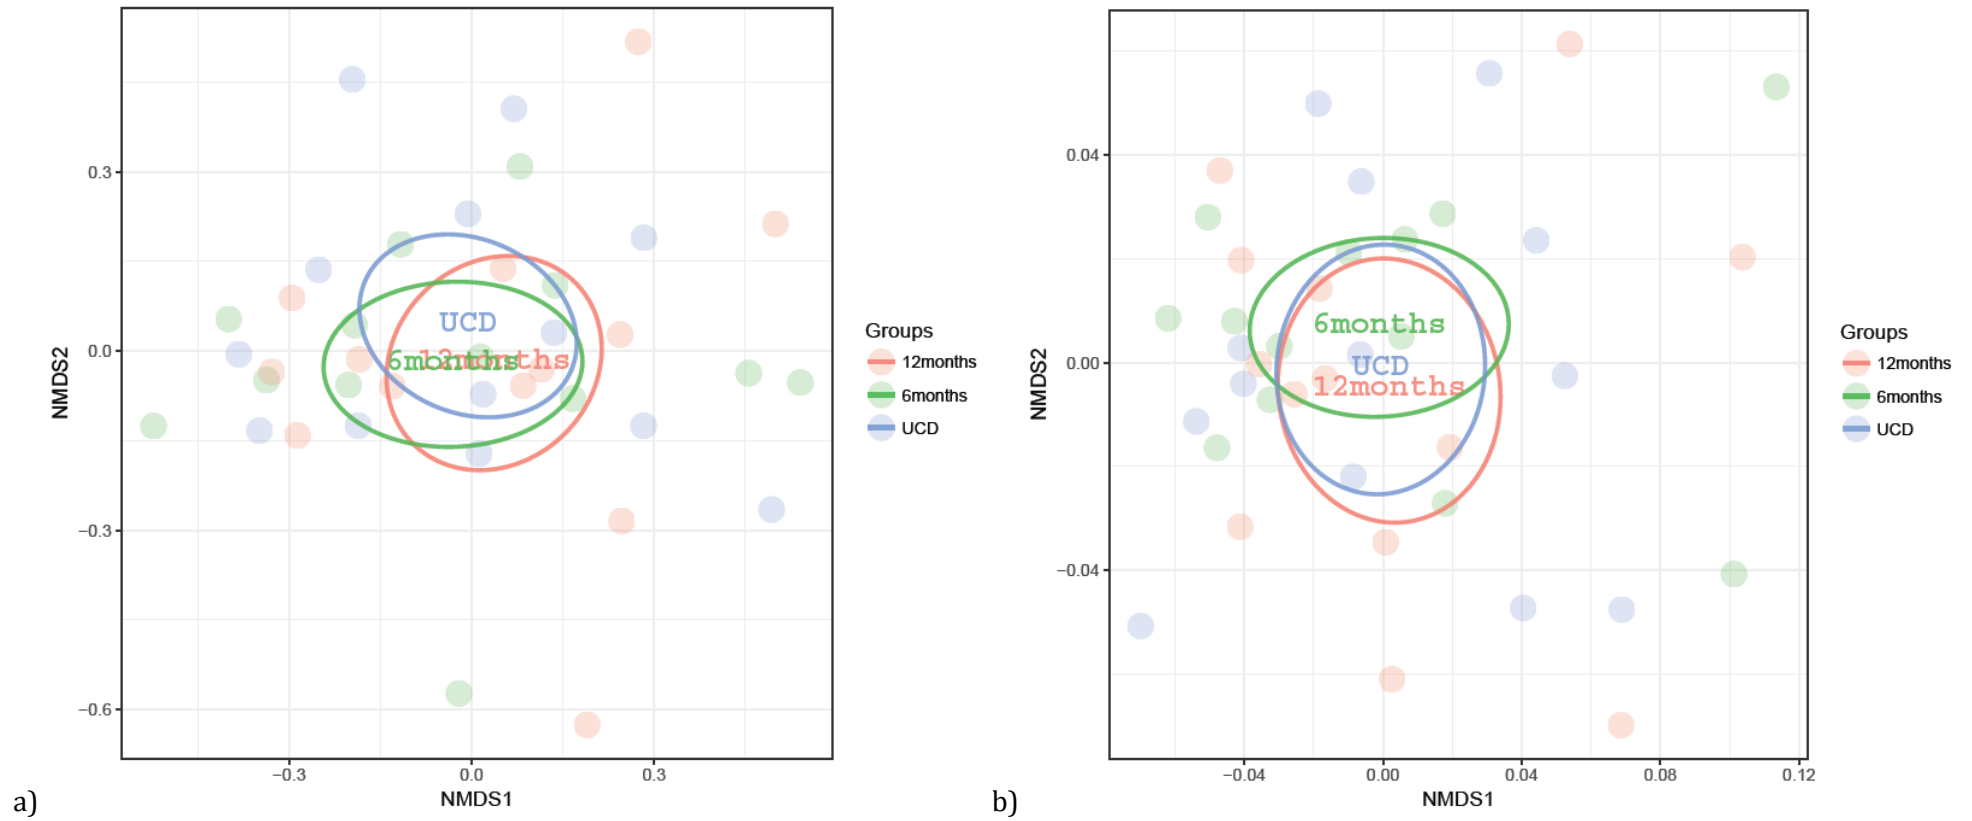 NMDS2
0.3
0.0
−0.3
−0.6
UCD
6months
12months
−0.3
0.0
0.3
NMDS1
Groups
12months
6months
UCD
a)
NMDS2
0.04
0.00
−0.04
6months
UCD
12months
−0.04
0.00
0.04
0.08
0.12
NMDS1
Groups
12months
6months
UCD
b)